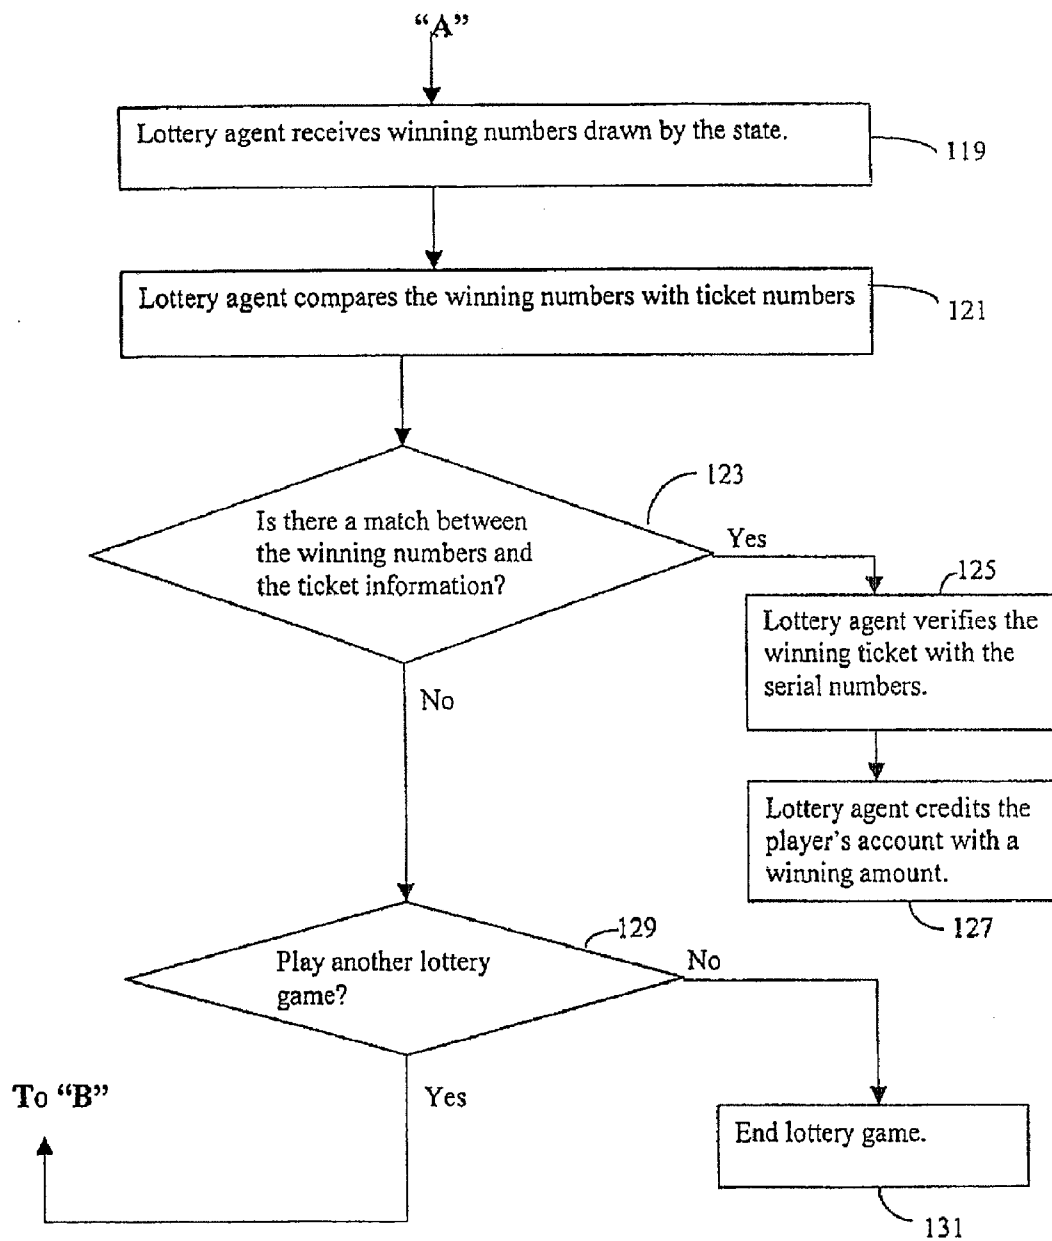 “A”
Lottery agent receives winning numbers drawn by the state.
119
Lottery agent compares the winning numbers with ticket numbers
121
123
Is there a match between
the winning numbers and
the ticket information?
Yes
125
Lottery agent verifies the
winning ticket with the
serial numbers.
No
Lottery agent credits the
player’s account with a
winning amount.
127
129
Play another lottery
game?
No
To “B”
Yes
End lottery game.
131